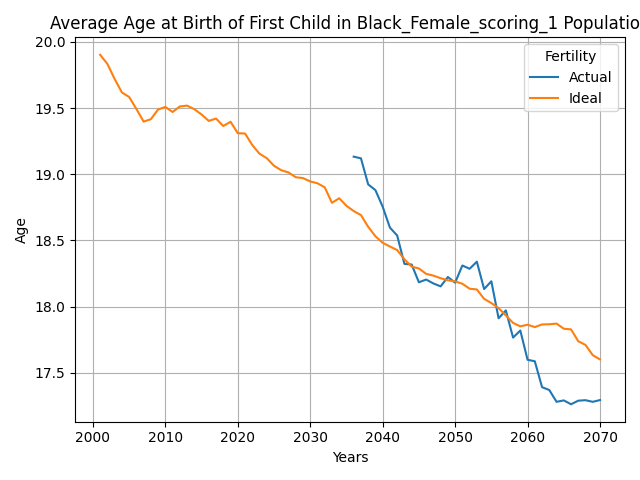 Average Age at Birth of First Child in Black_Female_scoring_1 Populatio
Fertility
Actual
Ideal
20.0
19.5
19.0
18.5
18.0
17.5
Age
2000 2010 2020 2030 2040 2050 2060 2070
Years